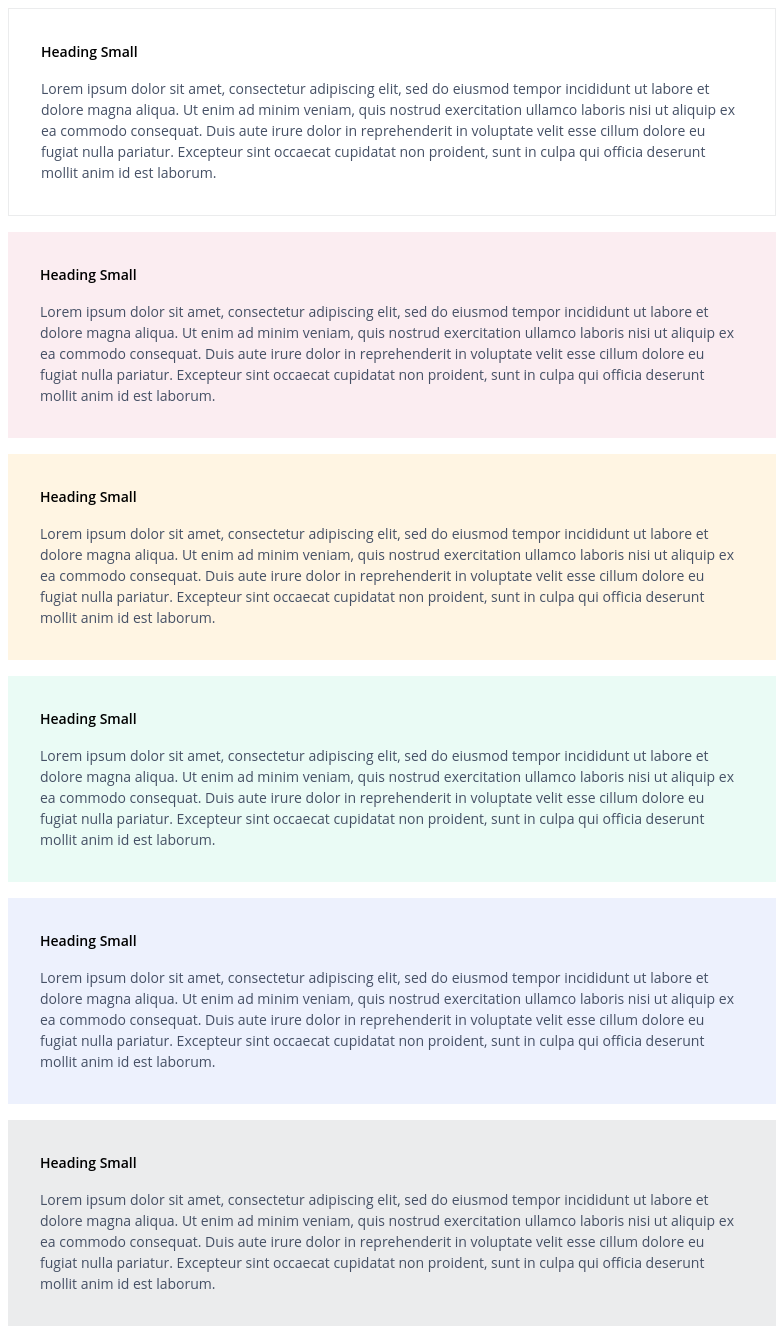 Heading Small
Lorem ipsum dolor sit amet, consectetur adipiscing elit, sed do eiusmod tempor incididunt ut labore et
dolore magna aliqua. Ut enim ad minim veniam, quis nostrud exercitation ullamco laboris nisi ut aliquip ex
ea commodo consequat. Duis aute irure dolor in reprehenderit in voluptate velit esse cillum dolore eu
fugiat nulla pariatur. Excepteur sint occaecat cupidatat non proident, sunt in culpa qui officia deserunt
mollit anim id est laborum.
Heading Small
Lorem ipsum dolor sit amet, consectetur adipiscing elit, sed do eiusmod tempor incididunt ut labore et
dolore magna aliqua. Ut enim ad minim veniam, quis nostrud exercitation ullamco laboris nisi ut aliquip ex
ea commodo consequat. Duis aute irure dolor in reprehenderit in voluptate velit esse cillum dolore eu
fugiat nulla pariatur. Excepteur sint occaecat cupidatat non proident, sunt in culpa qui officia deserunt
mollit anim id est laborum.
Heading Small
Lorem ipsum dolor sit amet, consectetur adipiscing elit, sed do eiusmod tempor incididunt ut labore et
dolore magna aliqua. Ut enim ad minim veniam, quis nostrud exercitation ullamco laboris nisi ut aliquip ex
ea commodo consequat. Duis aute irure dolor in reprehenderit in voluptate velit esse cillum dolore eu
fugiat nulla pariatur. Excepteur sint occaecat cupidatat non proident, sunt in culpa qui officia deserunt
mollit anim id est laborum.
Heading Small
Lorem ipsum dolor sit amet, consectetur adipiscing elit, sed do eiusmod tempor incididunt ut labore et
dolore magna aliqua. Ut enim ad minim veniam, quis nostrud exercitation ullamco laboris nisi ut aliquip ex
ea commodo consequat. Duis aute irure dolor in reprehenderit in voluptate velit esse cillum dolore eu
fugiat nulla pariatur. Excepteur sint occaecat cupidatat non proident, sunt in culpa qui officia deserunt
mollit anim id est laborum.
Heading Small
Lorem ipsum dolor sit amet, consectetur adipiscing elit, sed do eiusmod tempor incididunt ut labore et
dolore magna aliqua. Ut enim ad minim veniam, quis nostrud exercitation ullamco laboris nisi ut aliquip ex
ea commodo consequat. Duis aute irure dolor in reprehenderit in voluptate velit esse cillum dolore eu
fugiat nulla pariatur. Excepteur sint occaecat cupidatat non proident, sunt in culpa qui officia deserunt
mollit anim id est laborum.
Heading Small
Lorem ipsum dolor sit amet, consectetur adipiscing elit, sed do eiusmod tempor incididunt ut labore et
dolore magna aliqua. Ut enim ad minim veniam, quis nostrud exercitation ullamco laboris nisi ut aliquip ex
ea commodo consequat. Duis aute irure dolor in reprehenderit in voluptate velit esse cillum dolore eu
fugiat nulla pariatur. Excepteur sint occaecat cupidatat non proident, sunt in culpa qui officia deserunt
mollit anim id est laborum.